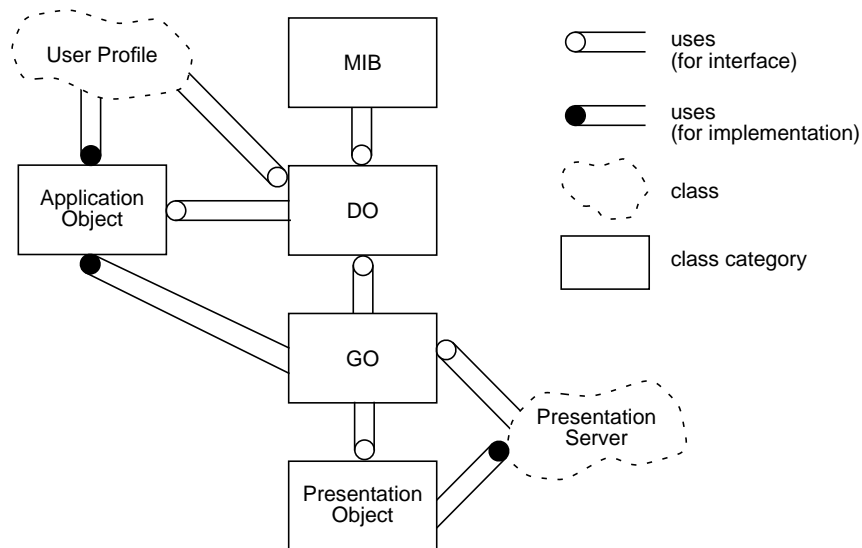 User Profile
MIB
uses
(for interface)
uses
(for implementation)
Application
Object
DO
class
class category
GO
Presentation
Server
Presentation
Object